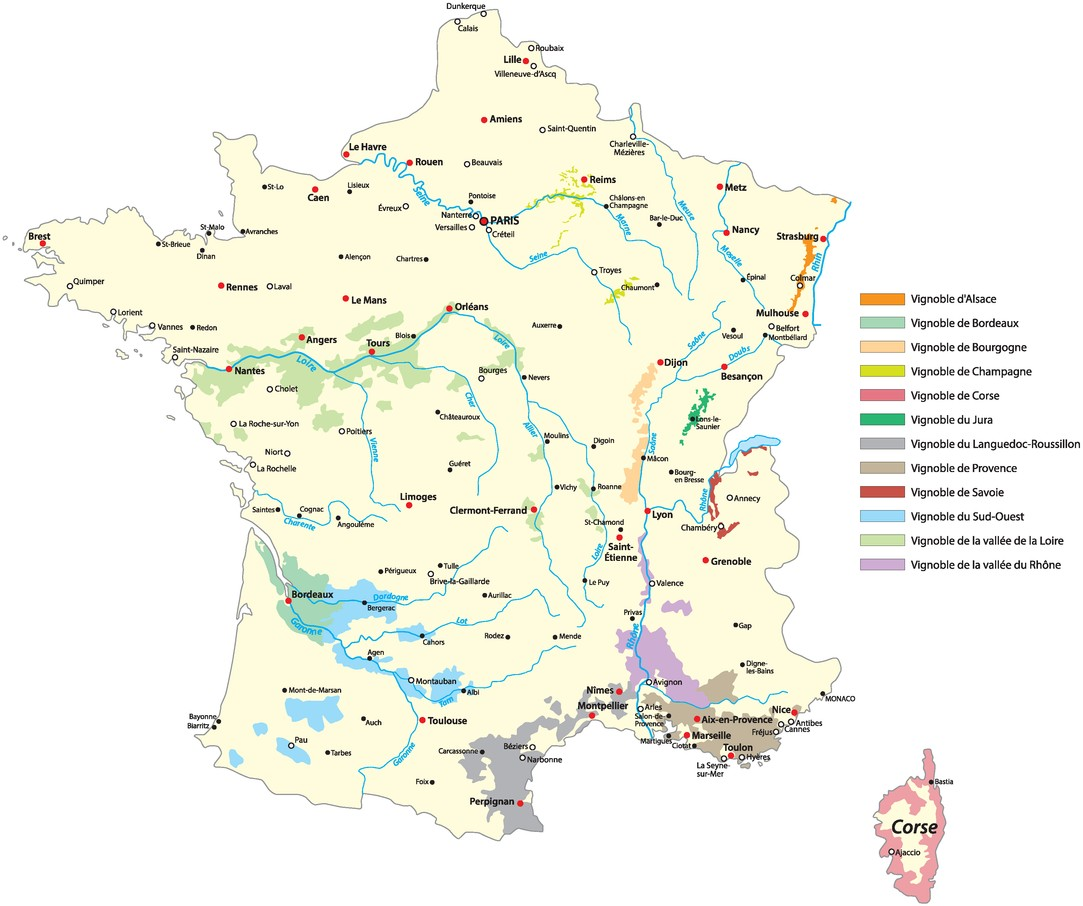 Dunkerque
Calais
Roubaix
Lille
Villeneuve-d'Ascq
Amiens
Saint-Quentin
Charleville-
Mézières
Le Havre
Rouen
Beauvais
Reims
Metz
St-Lo
Lisieux
Caen
Seine
Pontoise
Évreux
Nanterre
PARIS
Versailles
Créteil
Châlons-en
Champagne
Marne
Meuse
Bar-le-Duc
Nancy
Strasburg
Brest
St-Malo
Avranches
St-Brieue
Dinan
Alençon
Chartres
Seine
Moselle
Rhin
Troyes
Chaumont
Épinal
Colmar
Quimper
Rennes
Laval
Le Mans
Orléans
Mulhouse
Lorient
Vannes
Redon
Auxerre
Belfort
Montbéliard
Vesoul
Saône
Doubs
Angers
Blois
Tours
Loire
Saint-Nazaire
Nantes
Loire
Dijon
Besançon
Bourges
Nevers
Cholet
Cher
Châteauroux
Allier
Lons-le-
Saunier
La Roche-sur-Yon
Poitiers
Vienne
Moulins
Digoin
Saône
Niort
La Rochelle
Guéret
Mâcon
Bourg-
en Bresse
Vichy
Roanne
Rhône
Annecy
Limoges
Saintes
Cognac
Charente
Angouléme
Clermont-Ferrand
Lyon
St-Chamond
Chambéry
Saint-
Étienne
Loire
Grenoble
Périgueux
Tulle
Brive-la-Gaillarde
Le Puy
Valence
Bordeaux
Dardogne
Bergerac
Aurillac
Privas
Garonne
Lot
Cahors
Rodez
Mende
Rhône
Gap
Agen
Montauban
Tarn
Albi
Avignon
Digne-
les-Bains
Mont-de-Marsan
Nîmes
Montpellier
MONACO
Bayonne
Biarritz
Auch
Toulouse
Arles
Salon-de-
Provence
Aix-en-Provence
Nice
Antibes
Cannes
Fréjus
Pau
Tarbes
Garonne
Carcassonne
Béziers
Narbonne
Martigues
Marseille
Ciotat
Toulon
Hyères
La Seyne-
sur-Mer
Foix
Perpignan
Bastia
Corse
Ajaccio
Vignoble d'Alsace
Vignoble de Bordeaux
Vignoble de Bourgogne
Vignoble de Champagne
Vignoble de Corse
Vignoble du Jura
Vignoble du Languedoc-Roussillon
Vignoble de Provence
Vignoble de Savoie
Vignoble du Sud-Ouest
Vignoble de la vallée de la Loire
Vignoble de la vallée du Rhône